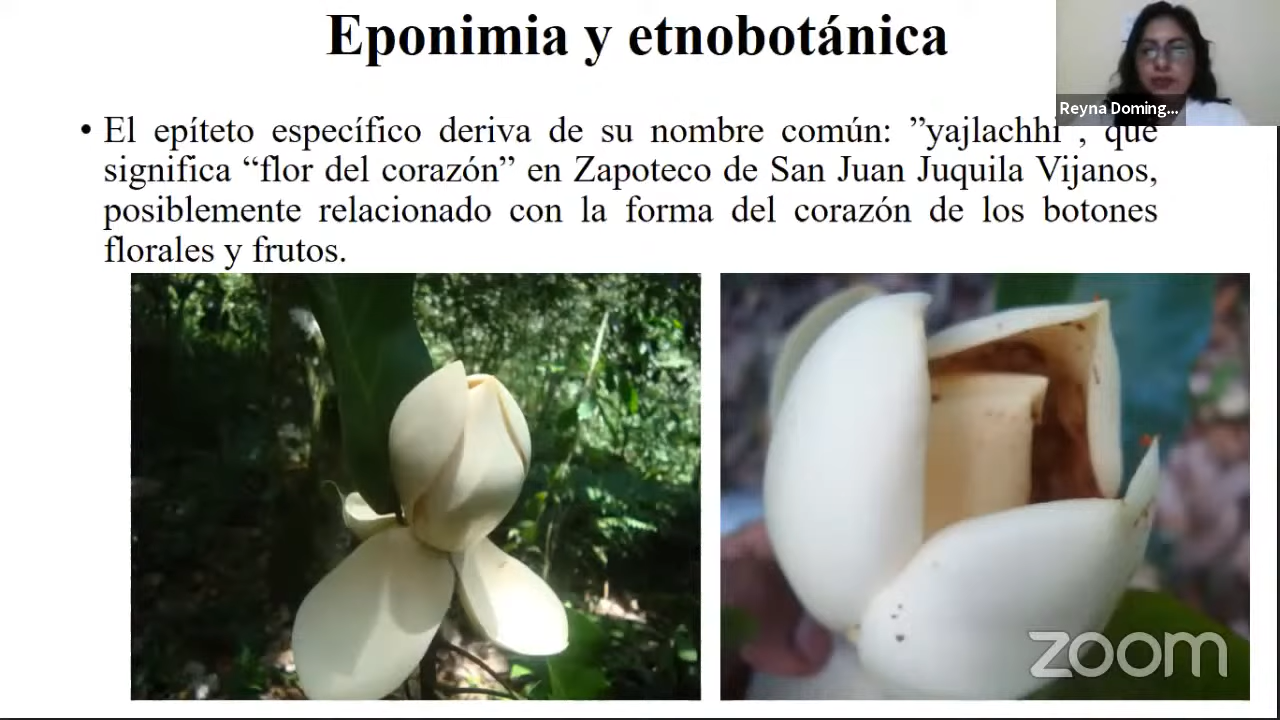 Eponimia y etnobotánica
Reyna Doming...
• El epíteto específico deriva de su nombre común: ”yajlachhi”, que
significa “flor del corazón” en Zapoteco de San Juan Juquila Vijanos,
posiblemente relacionado con la forma del corazón de los botones
florales y frutos.
zoom